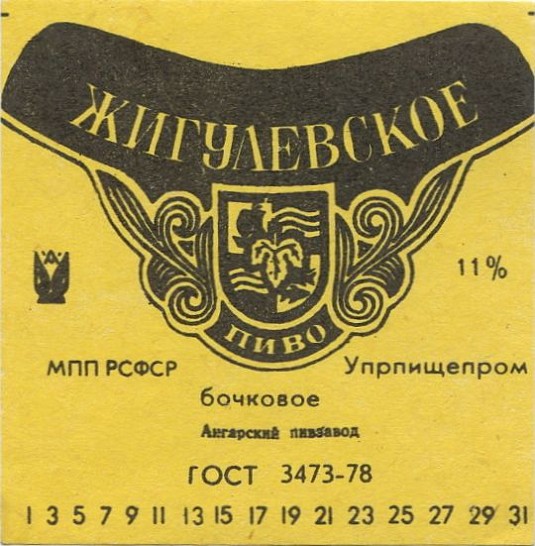 ЖИГУЛЕВСКОЕ
11%
ПИВО
МПП РСФСР
Упрпищепром
бочковое
Ангарский пивзавод
ГОСТ 3473-78
1 3 5 7 9 11 13 15 17 19 21 23 25 27 29 31